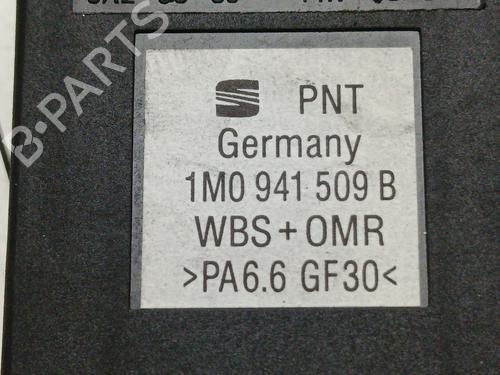 PNT
Germany
1M0 941 509 B
WBS + OMR
>PA6.6 GF30<
B-PARTS